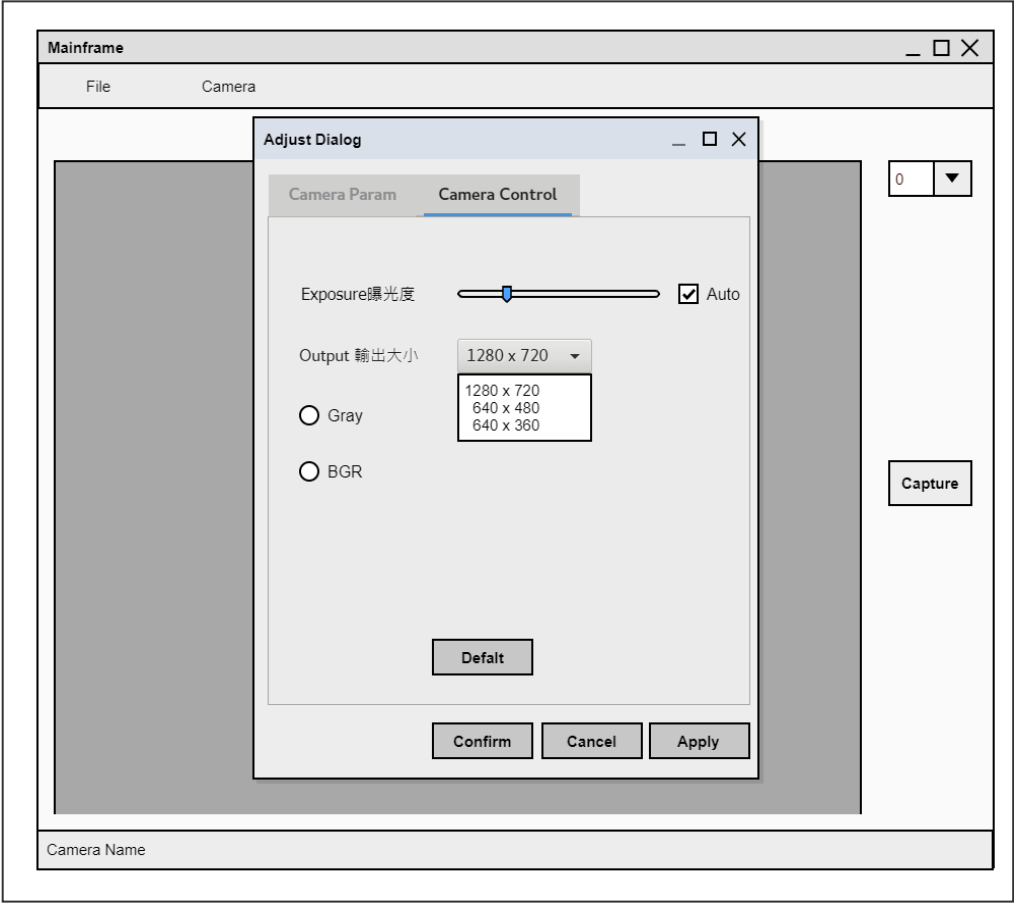 Mainframe
File Camera
Adjust Dialog
Camera Param Camera Control
0
Exposure曝光度 Auto
Output 輸出大小 1280 x 720
1280 x 720
640 x 480
640 x 360
Gray
BGR
Capture
Defalt
Confirm Cancel Apply
Camera Name